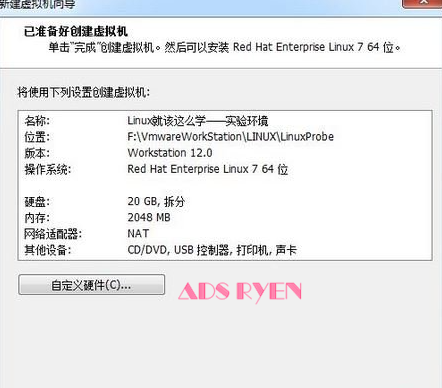 新建虚拟机向导
已准备好创建虚拟机
单击“完成”创建虚拟机。然后可以安装 Red Hat Enterprise Linux 7 64 位。
将使用下列设置创建虚拟机:
名称: Linux就该这么学——实验环境
位置: F:\VmwareWorkStation\LINUX\LinuxProbe
版本: Workstation 12.0
操作系统: Red Hat Enterprise Linux 7 64 位
硬盘: 20 GB, 拆分
内存: 2048 MB
网络适配器: NAT
其他设备: CD/DVD, USB 控制器, 打印机, 声卡
自定义硬件(C)...
ADS RYEN